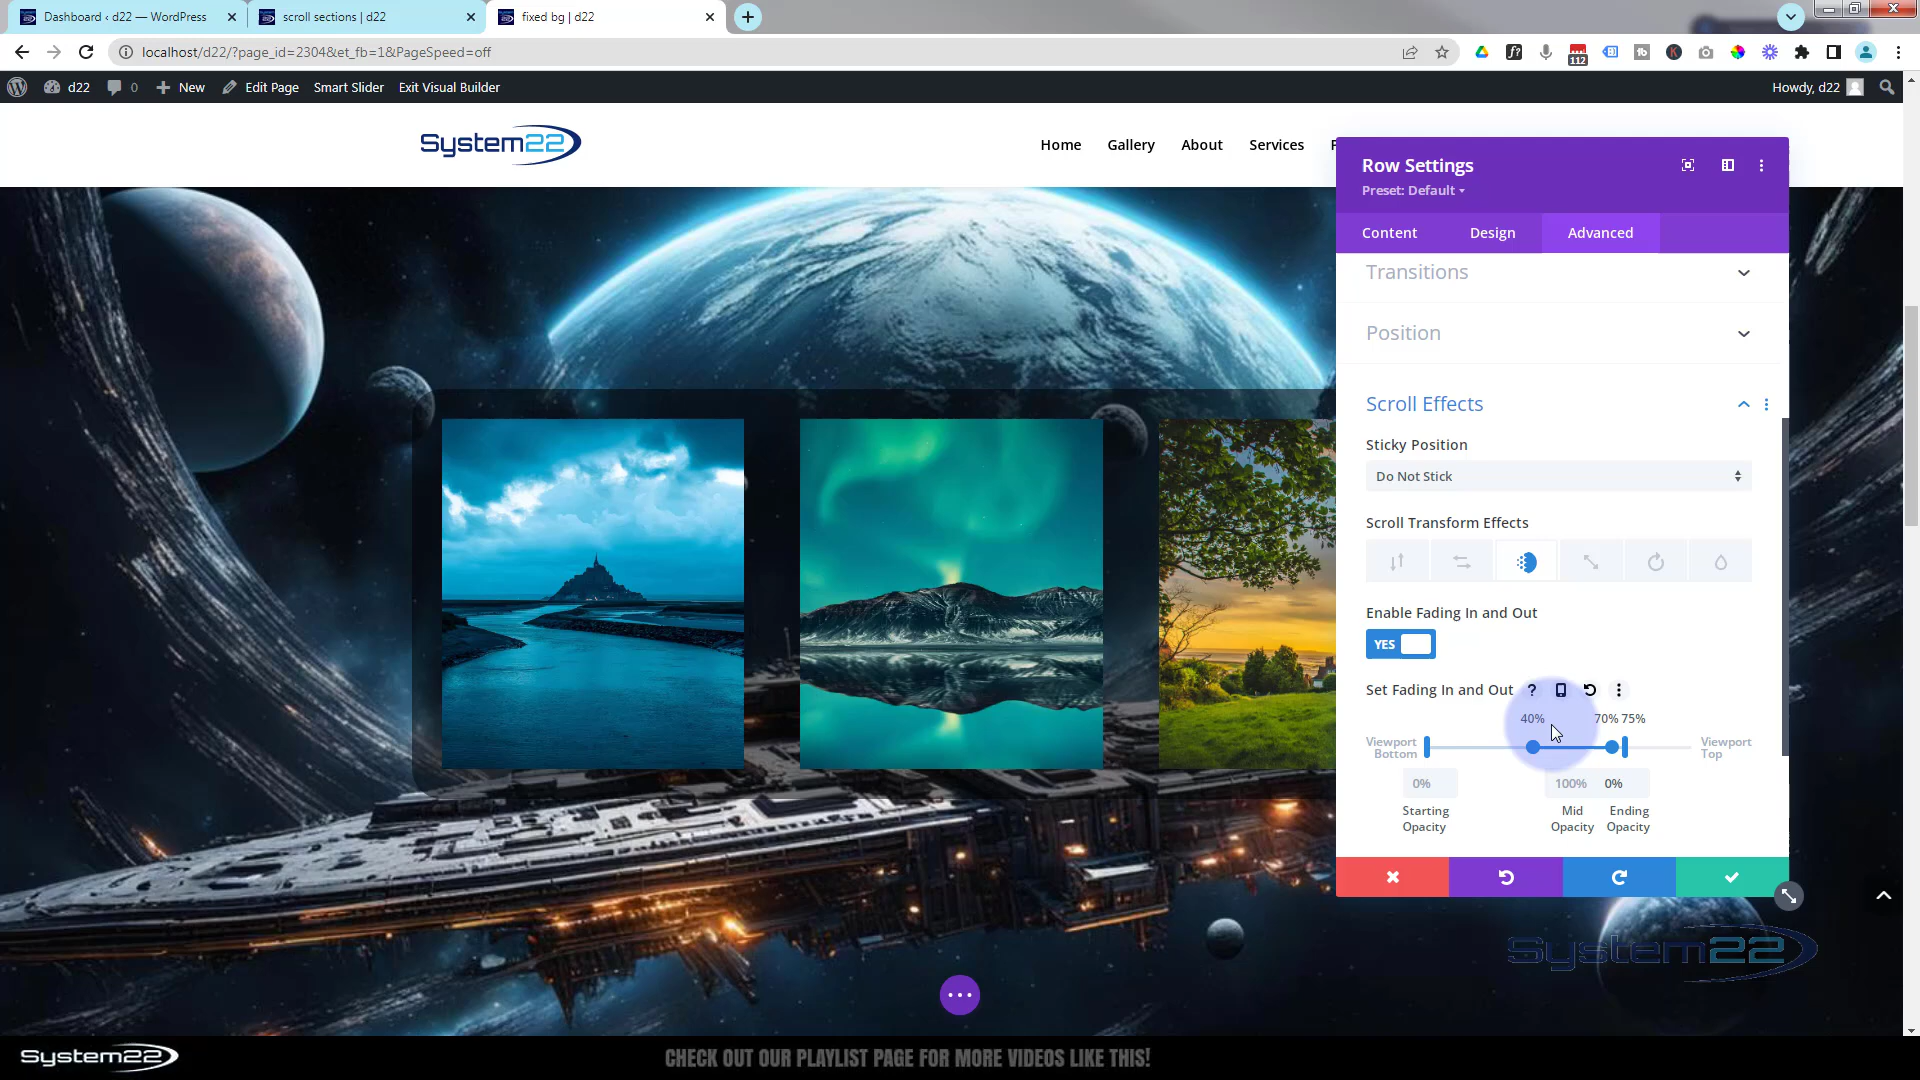 Dashboard ‹ d22 — WordPress
scroll sections | d22
fixed bg | d22
localhost/d22/?page_id=2304&et_fb=1&PageSpeed=off
f?
tb
K
112
d22
0
New
Edit Page
Smart Slider
Exit Visual Builder
Howdy, d22
System22
Home
Gallery
About
Services
Row Settings
Preset: Default
Content
Design
Advanced
Transitions
Position
Scroll Effects
Sticky Position
Do Not Stick
Scroll Transform Effects
Enable Fading In and Out
YES
Set Fading In and Out ?
40% 70% 75%
Viewport Bottom
Viewport Top
0% 100% 0%
Starting Opacity
Mid Opacity
Ending Opacity
System22
System22
CHECK OUT OUR PLAYLIST PAGE FOR MORE VIDEOS LIKE THIS!